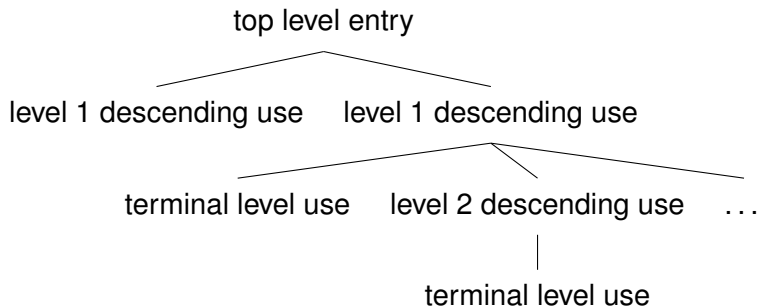 top level entry
level 1 descending use level 1 descending use
terminal level use level 2 descending use ...
terminal level use